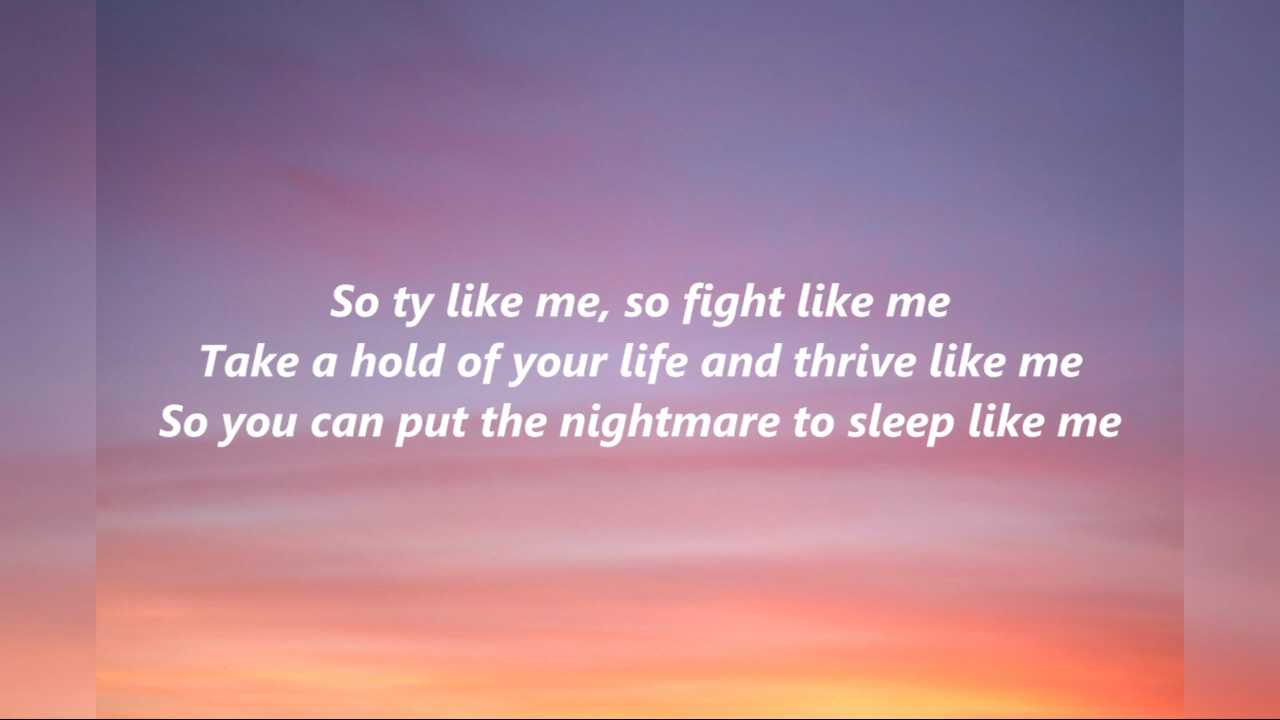 So ty like me, so fight like me
Take a hold of your life and thrive like me
So you can put the nightmare to sleep like me